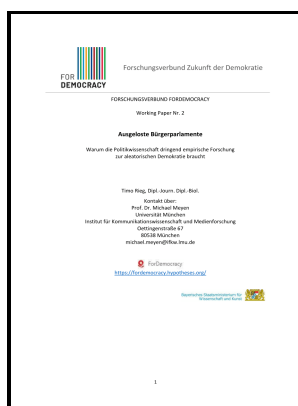 FOR
DEMOCRACY
Forschungsverbund Zukunft der Demokratie
FORSCHUNGSVERBUND FORDEMOCRACY
Working Paper Nr. 2
Ausgeloste Bürgerparlamente
Warum die Politikwissenschaft dringend empirische Forschung
zur aleatorischen Demokratie braucht
Timo Rieg, Dipl.-Journ. Dipl.-Biol.
Kontakt über:
Prof. Dr. Michael Meyen
Universität München
Institut für Kommunikationswissenschaft und Medienforschung
Oettingenstraße 67
80538 München
michael.meyen@ifkw.lmu.de
ForDemocracy
https://fordemocracy.hypotheses.org/
Bayerisches Staatsministerium für
Wissenschaft und Kunst
1